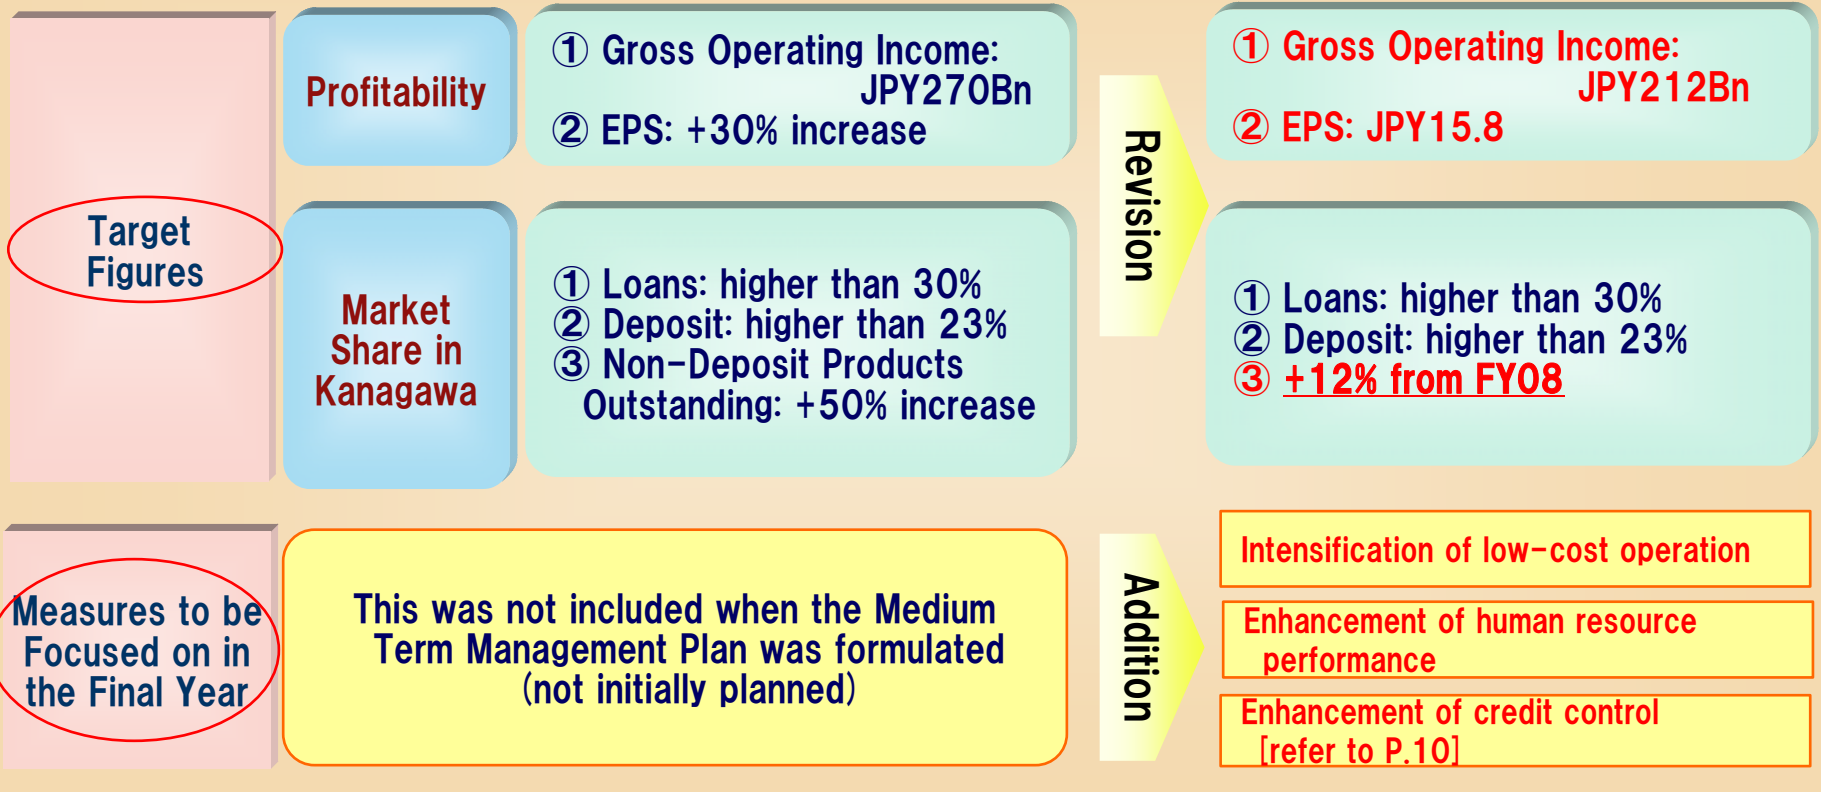 Target
Figures
Profitability
① Gross Operating Income:
JPY270Bn
② EPS: +30% increase
Revision
① Gross Operating Income:
JPY212Bn
② EPS: JPY15.8
Market
Share in
Kanagawa
① Loans: higher than 30%
② Deposit: higher than 23%
③ Non-Deposit Products
Outstanding: +50% increase
① Loans: higher than 30%
② Deposit: higher than 23%
③ +12% from FY08
Measures to be
Focused on in
the Final Year
This was not included when the Medium
Term Management Plan was formulated
(not initially planned)
Addition
Intensification of low-cost operation
Enhancement of human resource
performance
Enhancement of credit control
[refer to P.10]